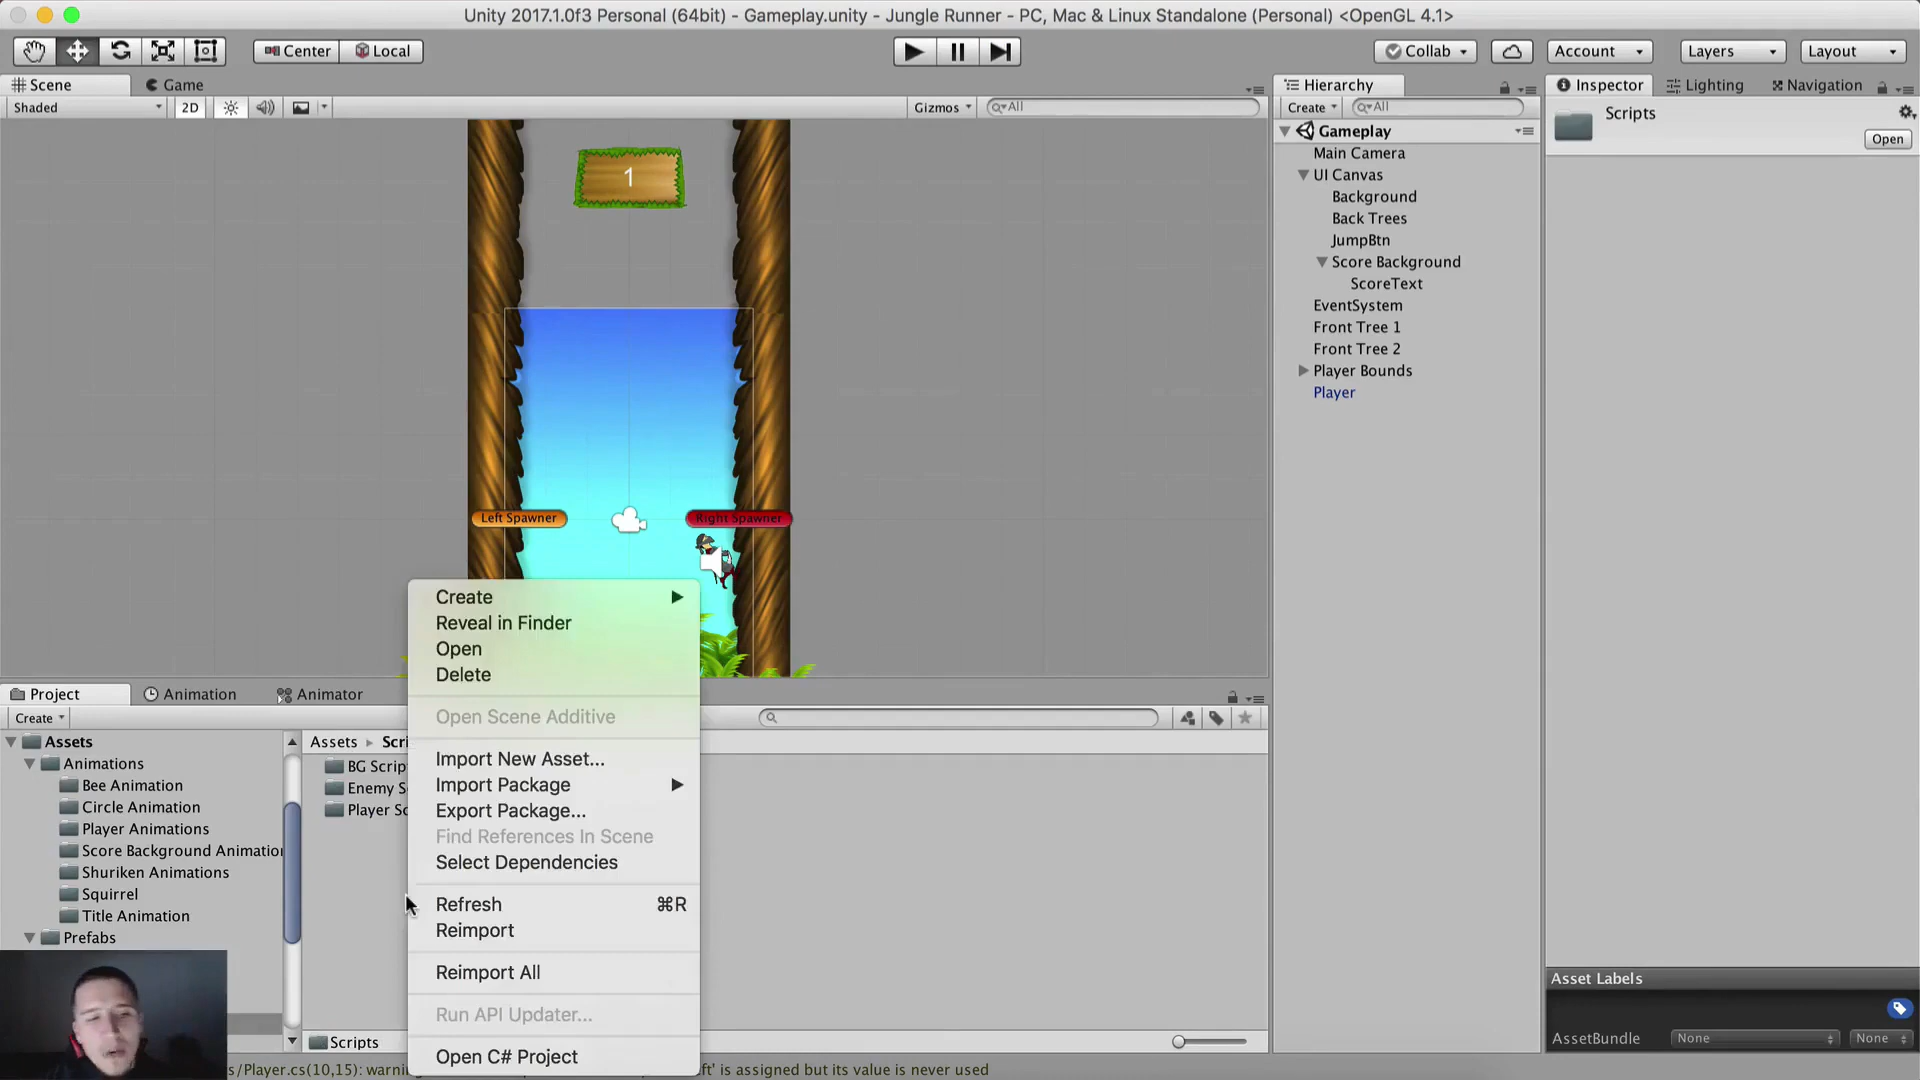 Unity 2017.1.0f3 Personal (64bit) - Gameplay.unity - Jungle Runner - PC, Mac & Linux Standalone (Personal) <OpenGL 4.1>
Center
Local
Collab
Account
Layers
Layout
Scene
Game
Hierarchy
Inspector
Lighting
Navigation
Shaded
2D
Gizmos
All
Create
All
Scripts
Open
Gameplay
Main Camera
UI Canvas
Background
Back Trees
JumpBtn
Score Background
ScoreText
EventSystem
Front Tree 1
Front Tree 2
Player Bounds
Player
1
Left Spawner
Right Spawner
Create
Reveal in Finder
Open
Delete
Open Scene Additive
Import New Asset...
Import Package
Export Package...
Find References In Scene
Select Dependencies
Refresh ⌘R
Reimport
Reimport All
Run API Updater...
Open C# Project
Project
Animation
Animator
Create
Assets
Animations
Bee Animation
Circle Animation
Player Animations
Score Background Animation
Shuriken Animations
Squirrel
Title Animation
Prefabs
Assets
BG Scrip
Enemy S
Player Sc
Scripts
Asset Labels
AssetBundle
None
None
s/Player.cs(10,15): warning
' is assigned but its value is never used